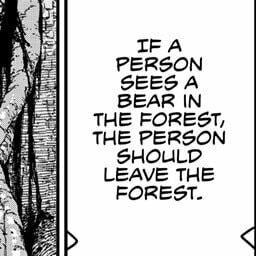 IF A
PERSON
SEES A
BEAR IN
THE FOREST,
THE PERSON
SHOULD
LEAVE THE
FOREST.